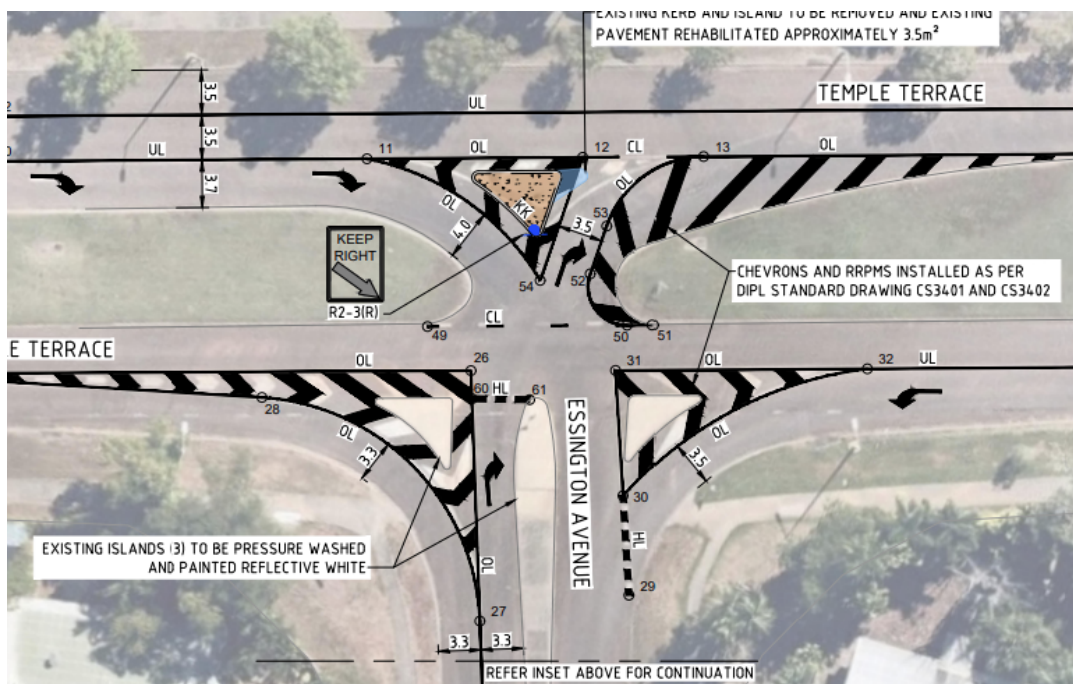 EXISTING KERB AND ISLAND TO BE REMOVED AND EXISTING
PAVEMENT REHABILITATED APPROXIMATELY 3.5m²
3.5
UL
TEMPLE TERRACE
3.5
11
OL
12
CL
13
OL
UL
3.7
OL
OL
KK
53
3.5
4.0
KEEP
RIGHT
R2-3(R)
54
52
CHEVRONS AND RRPMS INSTALLED AS PER
DIPL STANDARD DRAWING CS3401 AND CS3402
49
CL
50
51
E TERRACE
OL
26
31
OL
32
UL
60
HL
61
28
OL
3.3
ESSINGTON AVENUE
OL
3.5
30
EXISTING ISLANDS (3) TO BE PRESSURE WASHED
AND PAINTED REFLECTIVE WHITE
OL
HL
29
27
3.3
3.3
REFER INSET ABOVE FOR CONTINUATION